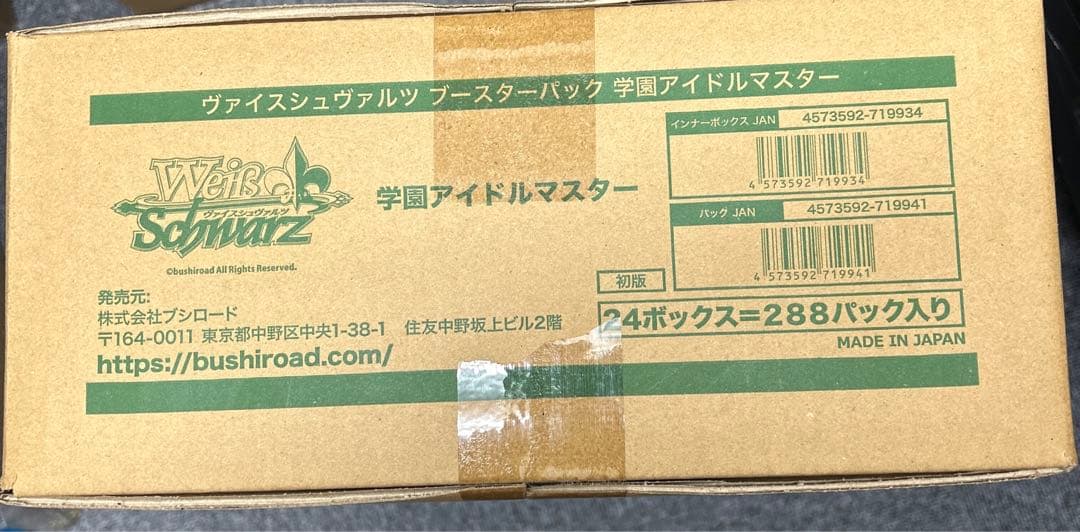 ヴァイスシュヴァルツ ブースターパック 学園アイドルマスター
インナーボックス JAN 4573592-719934
4 573592 719934
パック JAN 4573592-719941
4 573592 719941
Weiß
ヴァイスシュヴァルツ
Schwarz
©bushiroad All Rights Reserved.
学園アイドルマスター
発売元:
株式会社ブシロード
〒164-0011 東京都中野区中央1-38-1 住友中野坂上ビル2階
https://bushiroad.com/
初版
24ボックス=288パック入り
MADE IN JAPAN